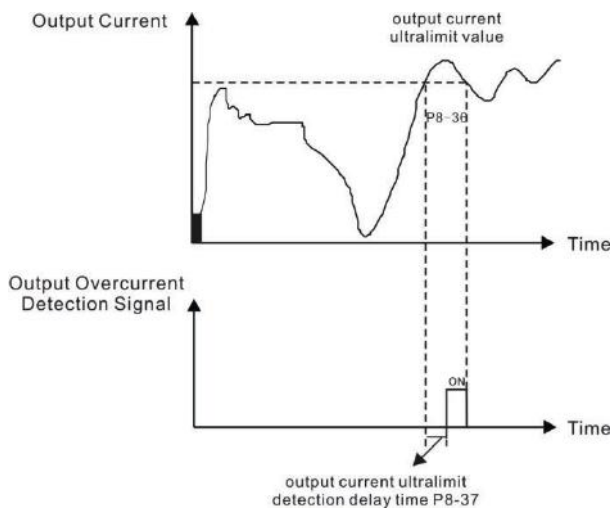 Output Current
output current
ultralimit value
P8-36
Time
Output Overcurrent
Detection Signal
ON
Time
output current ultralimit
detection delay time P8-37